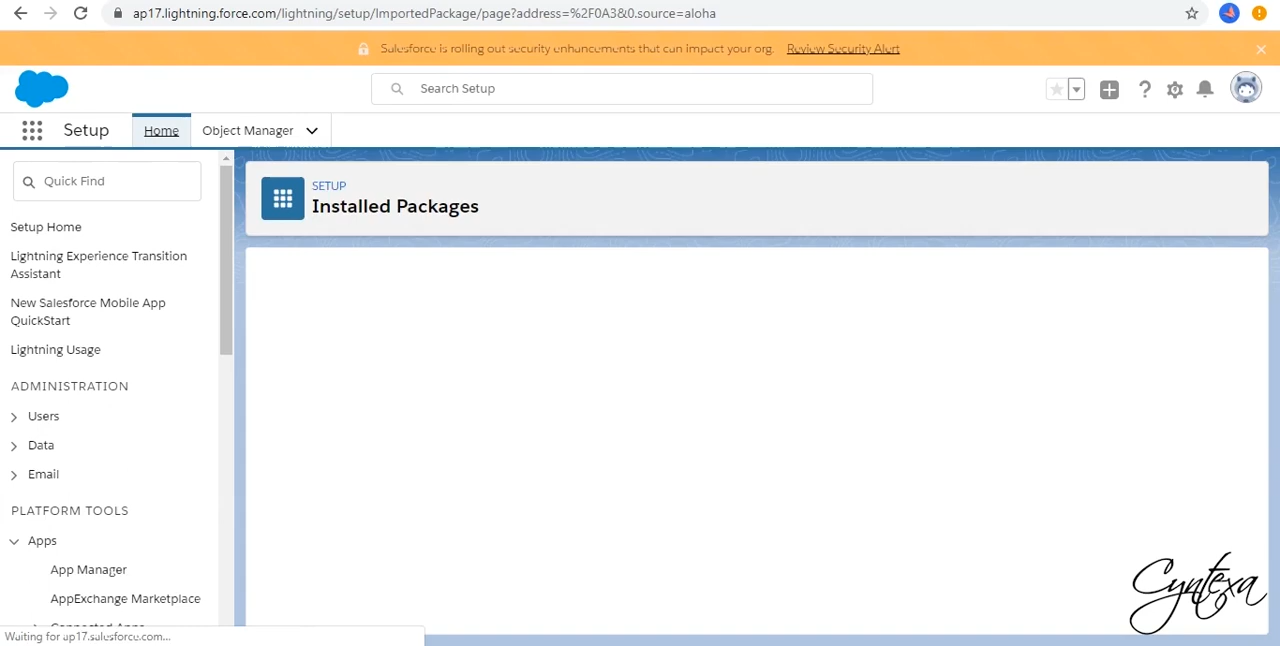 ap17.lightning.force.com/lightning/setup/ImportedPackage/page?address=%2F0A3&0.source=aloha
Salesforce is rolling out security enhancements that can impact your org. Review Security Alert
Search Setup
Setup Home Object Manager
Quick Find
SETUP
Installed Packages
Setup Home
Lightning Experience Transition
Assistant
New Salesforce Mobile App
QuickStart
Lightning Usage
ADMINISTRATION
Users
Data
Email
PLATFORM TOOLS
Apps
App Manager
AppExchange Marketplace
Connected Apps
Waiting for ap17.salesforce.com...
Cyntexa